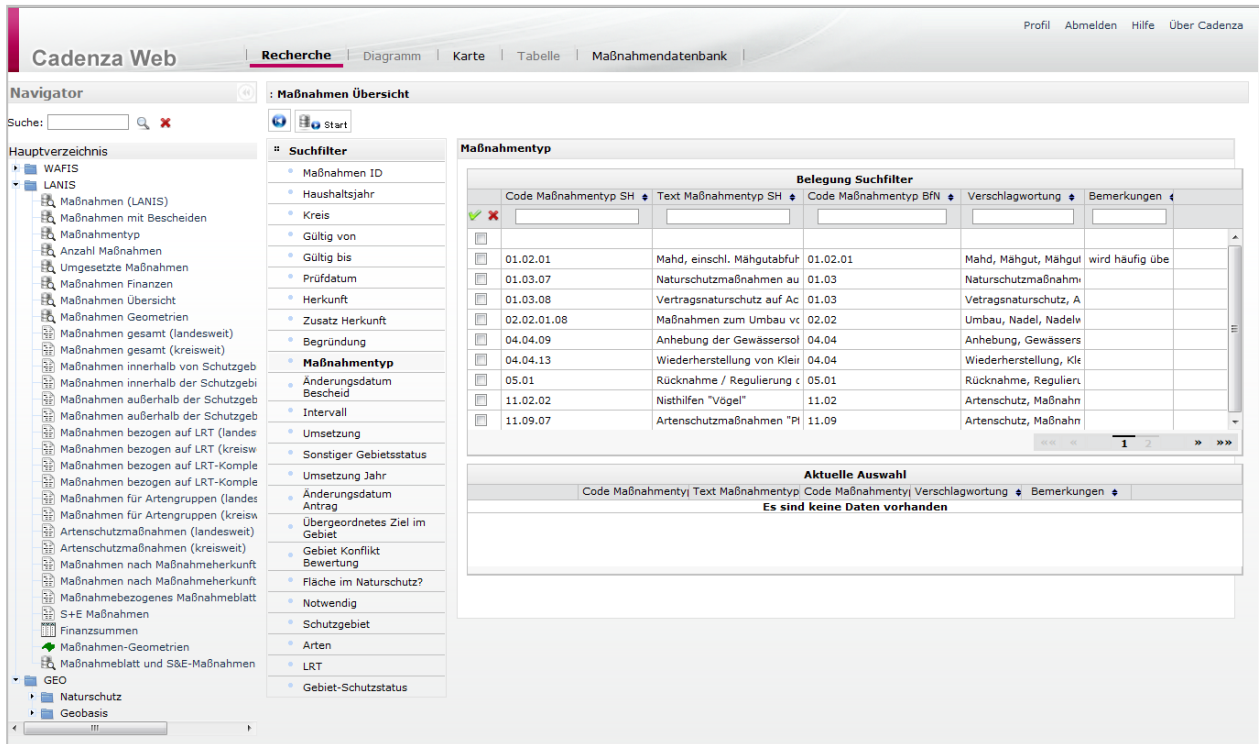 Profil Abmelden Hilfe Über Cadenza
Cadenza Web
Recherche Diagramm Karte Tabelle Maßnahmendatenbank
Navigator
Suche:
Hauptverzeichnis
WAFIS
LANIS
Maßnahmen (LANIS)
Maßnahmen mit Bescheiden
Maßnahmentyp
Anzahl Maßnahmen
Umgesetzte Maßnahmen
Maßnahmen Finanzen
Maßnahmen Übersicht
Maßnahmen Geometrien
Maßnahmen gesamt (landesweit)
Maßnahmen gesamt (kreisweit)
Maßnahmen innerhalb von Schutzgeb
Maßnahmen innerhalb der Schutzgebi
Maßnahmen außerhalb der Schutzgeb
Maßnahmen außerhalb der Schutzgeb
Maßnahmen bezogen auf LRT (landes
Maßnahmen bezogen auf LRT (kreisw
Maßnahmen bezogen auf LRT-Komple
Maßnahmen bezogen auf LRT-Komple
Maßnahmen für Artengruppen (landes
Maßnahmen für Artengruppen (kreisw
Artenschutzmaßnahmen (landesweit)
Artenschutzmaßnahmen (kreisweit)
Maßnahmen nach Maßnahmeherkunft
Maßnahmen nach Maßnahmeherkunft
Maßnahmebezogenes Maßnahmeblatt
S+E Maßnahmen
Finanzsummen
Maßnahmen-Geometrien
Maßnahmeblatt und S&E-Maßnahmen
GEO
Naturschutz
Geobasis
: Maßnahmen Übersicht
Start
Suchfilter
Maßnahmen ID
Haushaltsjahr
Kreis
Gültig von
Gültig bis
Prüfdatum
Herkunft
Zusatz Herkunft
Begründung
Maßnahmentyp
Änderungsdatum
Bescheid
Intervall
Umsetzung
Sonstiger Gebietsstatus
Umsetzung Jahr
Änderungsdatum
Antrag
Übergeordnetes Ziel im
Gebiet
Gebiet Konflikt
Bewertung
Fläche im Naturschutz?
Notwendig
Schutzgebiet
Arten
LRT
Gebiet-Schutzstatus
Maßnahmentyp
Belegung Suchfilter
Code Maßnahmentyp SH Text Maßnahmentyp SH Code Maßnahmentyp BfN Verschlagwortung Bemerkungen
01.02.01 Mahd, einschl. Mähgutabfuh 01.02.01 Mahd, Mähgut, Mähgut wird häufig übe
01.03.07 Naturschutzmaßnahmen au 01.03 Naturschutzmaßnahm
01.03.08 Vertragsnaturschutz auf Ac 01.03 Vetragsnaturschutz, A
02.02.01.08 Maßnahmen zum Umbau vo 02.02 Umbau, Nadel, Nadelw
04.04.09 Anhebung der Gewässersoh 04.04 Anhebung, Gewässers
04.04.13 Wiederherstellung von Klein 04.04 Wiederherstellung, Kle
05.01 Rücknahme / Regulierung d 05.01 Rücknahme, Regulieru
11.02.02 Nisthilfen "Vögel" 11.02 Artenschutz, Maßnahm
11.09.07 Artenschutzmaßnahmen "Pf 11.09 Artenschutz, Maßnahm
«« « 1 2 » »»
Aktuelle Auswahl
Code Maßnahmenty Text Maßnahmentyp Code Maßnahmenty Verschlagwortung Bemerkungen
Es sind keine Daten vorhanden